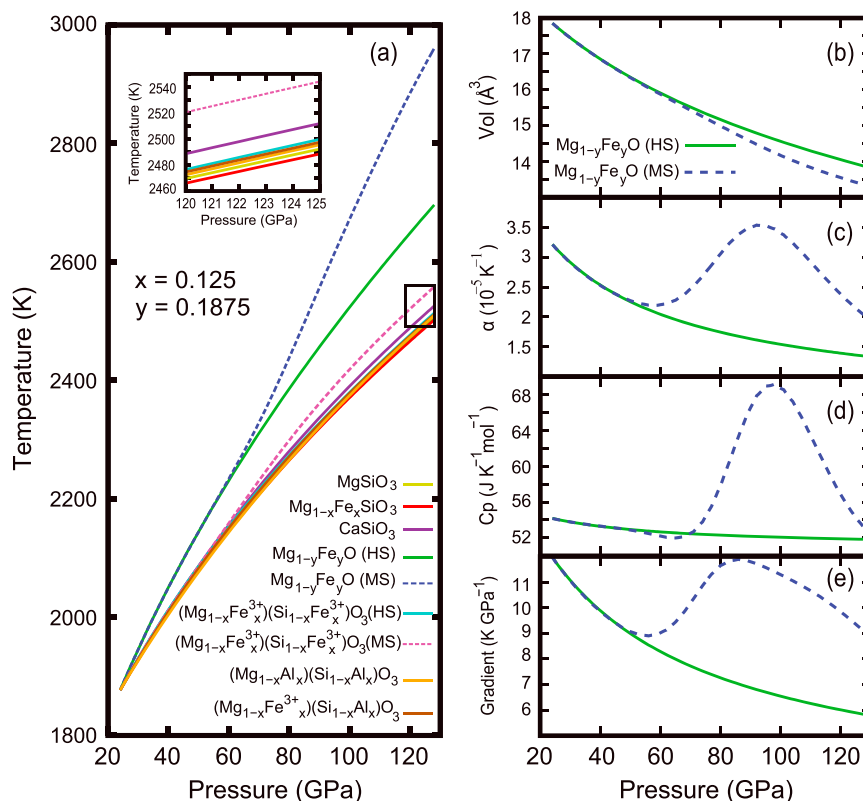 (a)
3000
2800
2600
2400
2200
2000
1800
Temperature (K)
20 40 60 80 100 120 140
Pressure (GPa)
2540
2520
2500
2480
2460
Temperature (K)
120 121 122 123 124 125
Pressure (GPa)
x = 0.125
y = 0.1875
MgSiO₃
Mg₁₋ₓFeₓSiO₃
CaSiO₃
Mg₁₋yFeyO (HS)
Mg₁₋yFeyO (MS)
(Mg₁₋ₓFe³⁺ₓ)(Si₁₋ₓFe³⁺ₓ)O₃(HS)
(Mg₁₋ₓFe³⁺ₓ)(Si₁₋ₓFe³⁺ₓ)O₃(MS)
(Mg₁₋ₓAlₓ)(Si₁₋ₓAlₓ)O₃
(Mg₁₋ₓFe³⁺ₓ)(Si₁₋ₓAlₓ)O₃
(b)
18
17
16
15
14
Vol (Å³)
Mg₁₋yFeyO (HS)
Mg₁₋yFeyO (MS)
(c)
3.5
3
2.5
2
1.5
α (10⁻⁵ K⁻¹)
(d)
68
64
60
56
52
Cp (J K⁻¹mol⁻¹)
(e)
11
10
9
8
7
6
Gradient (K GPa⁻¹)
20 40 60 80 100 120
Pressure (GPa)